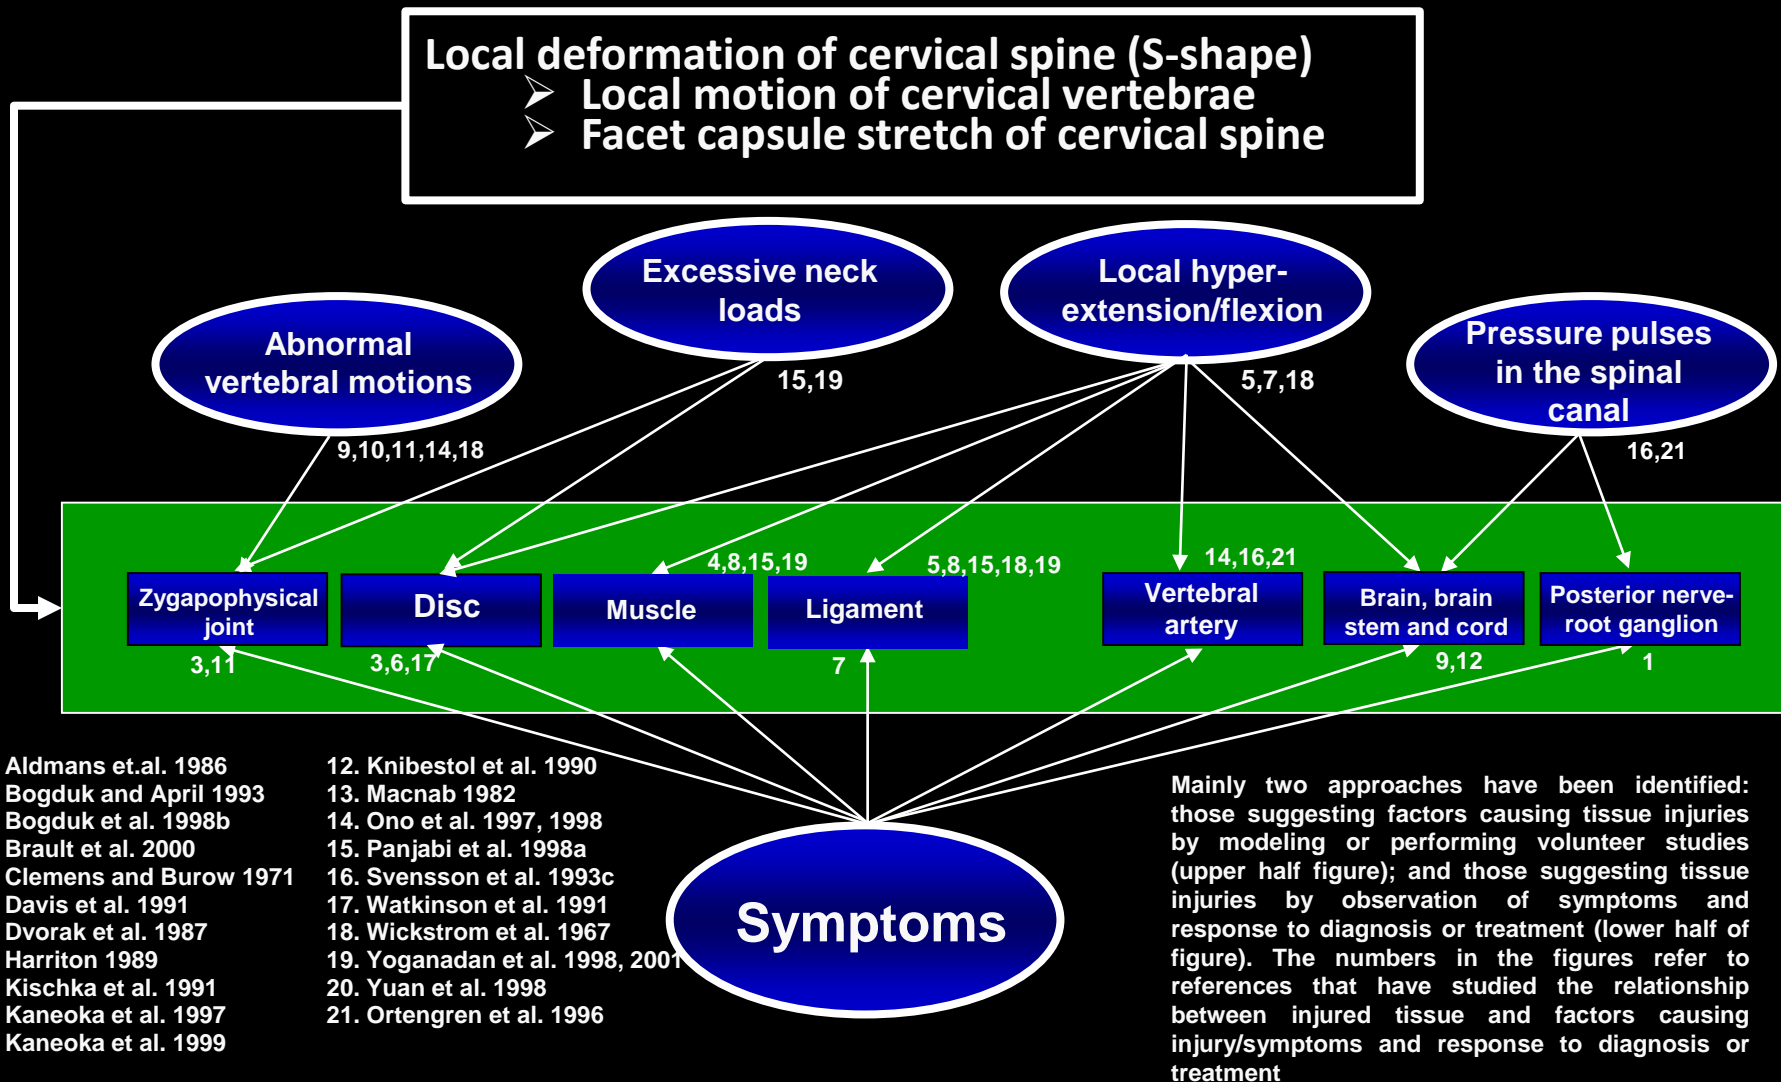 Local deformation of cervical spine (S-shape)
➢ Local motion of cervical vertebrae
➢ Facet capsule stretch of cervical spine
Excessive neck
loads
Local hyper-
extension/flexion
Abnormal
vertebral motions
Pressure pulses
in the spinal
canal
15,19
5,7,18
9,10,11,14,18
16,21
4,8,15,19
5,8,15,18,19
14,16,21
Zygapophysical
joint
Disc
Muscle
Ligament
Vertebral
artery
Brain, brain
stem and cord
Posterior nerve-
root ganglion
3,11
3,6,17
7
9,12
1
Aldmans et.al. 1986
Bogduk and April 1993
Bogduk et al. 1998b
Brault et al. 2000
Clemens and Burow 1971
Davis et al. 1991
Dvorak et al. 1987
Harriton 1989
Kischka et al. 1991
Kaneoka et al. 1997
Kaneoka et al. 1999
12. Knibestol et al. 1990
13. Macnab 1982
14. Ono et al. 1997, 1998
15. Panjabi et al. 1998a
16. Svensson et al. 1993c
17. Watkinson et al. 1991
18. Wickstrom et al. 1967
19. Yoganadan et al. 1998, 2001
20. Yuan et al. 1998
21. Ortengren et al. 1996
Symptoms
Mainly two approaches have been identified:
those suggesting factors causing tissue injuries
by modeling or performing volunteer studies
(upper half figure); and those suggesting tissue
injuries by observation of symptoms and
response to diagnosis or treatment (lower half of
figure). The numbers in the figures refer to
references that have studied the relationship
between injured tissue and factors causing
injury/symptoms and response to diagnosis or
treatment